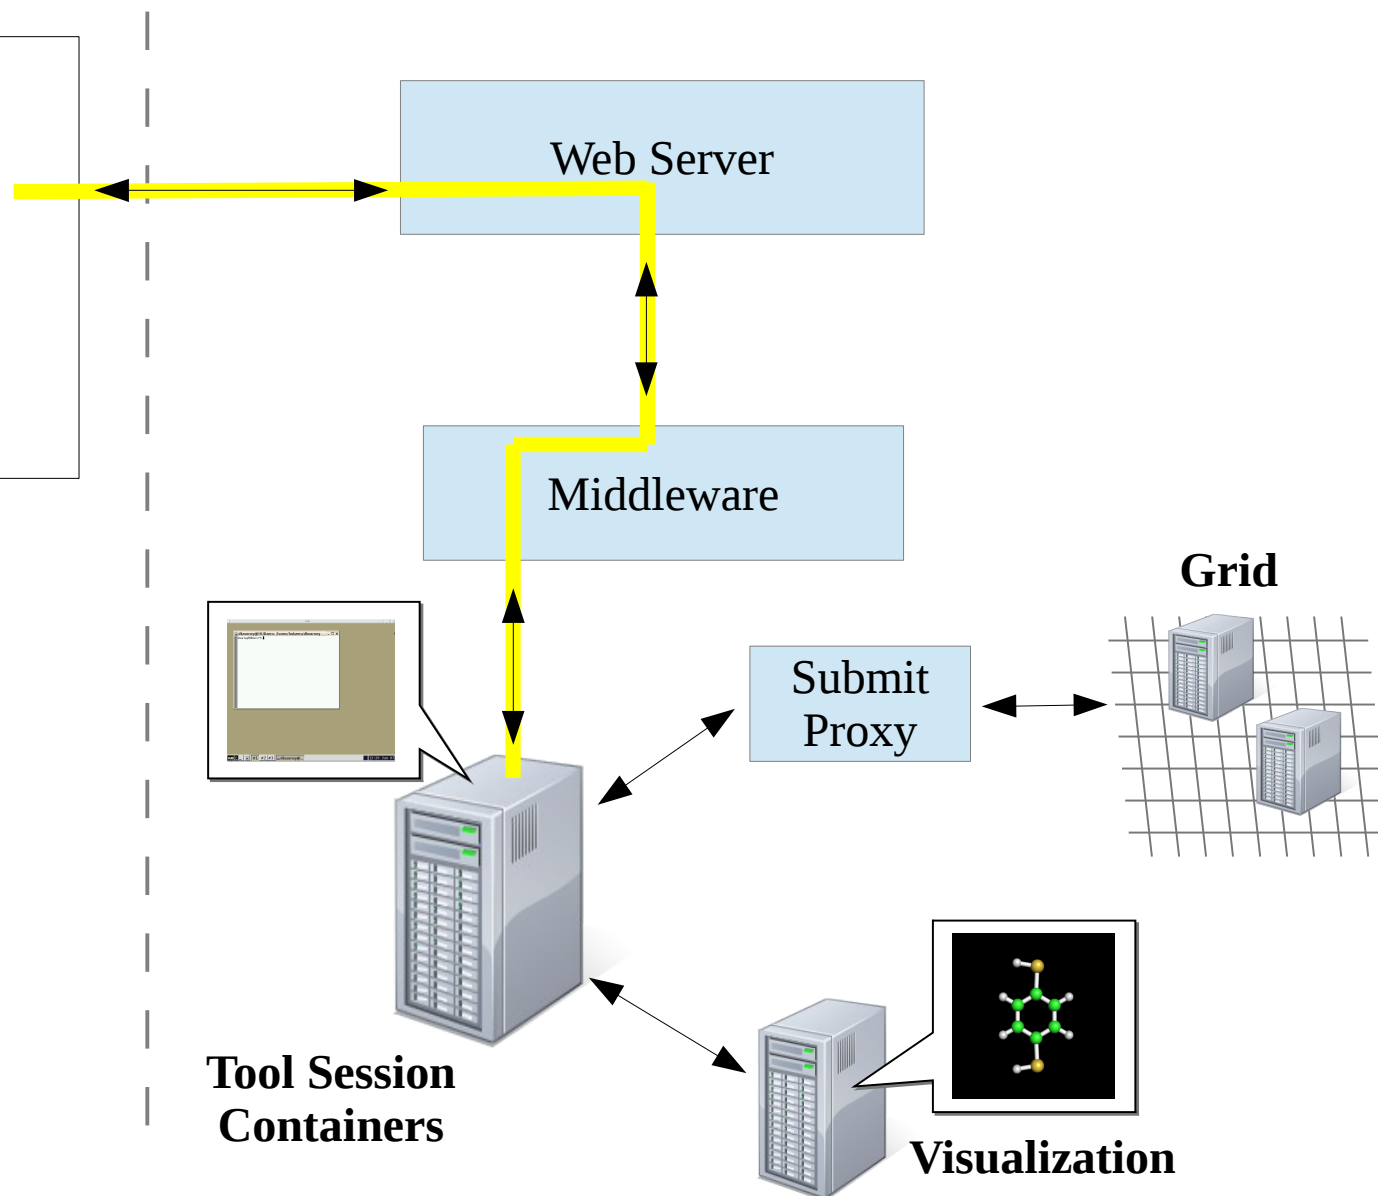 Web Server
Middleware
Grid
Submit
Proxy
Tool Session
Containers
Visualization